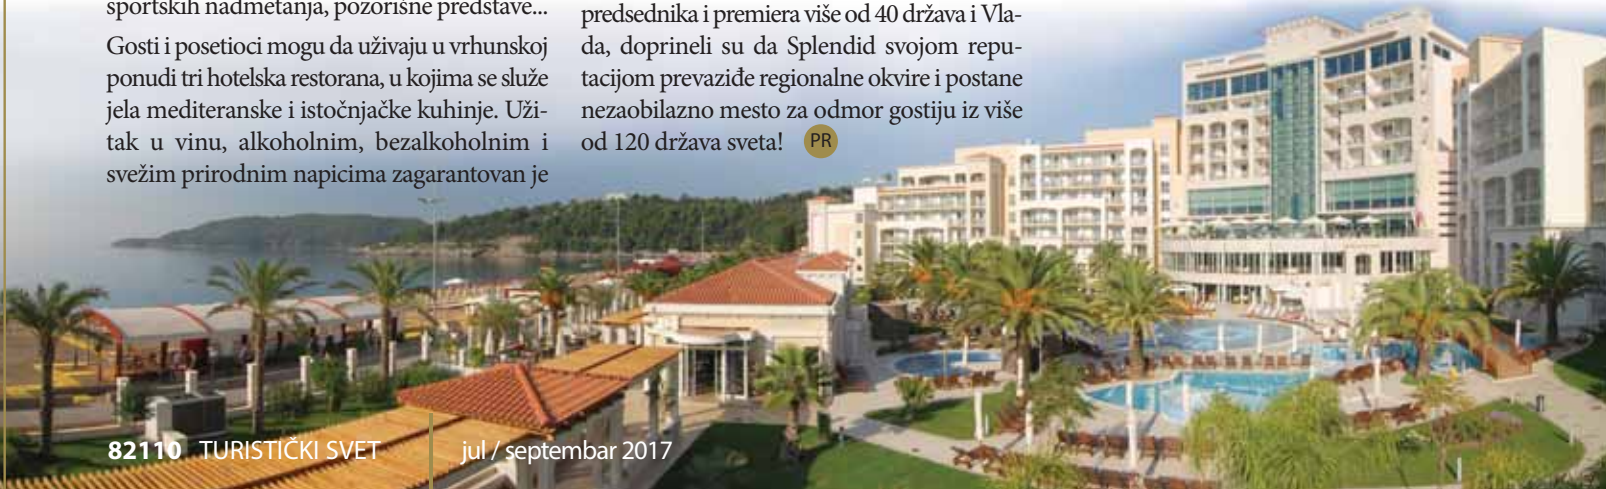 sportskih nadmetanja, pozorišne predstave...
Gosti i posetioci mogu da uživaju u vrhunskoj
ponudi tri hotelska restorana, u kojima se služe
jela mediteranske i istočnjačke kuhinje. Uži-
tak u vinu, alkoholnim, bezalkoholnim i
svežim prirodnim napicima zagarantovan je
predsednika i premiera više od 40 država i Vla-
da, doprineli su da Splendid svojom repu-
tacijom prevaziđe regionalne okvire i postane
nezaobilazno mesto za odmor gostiju iz više
od 120 država sveta! PR
82110 TURISTIČKI SVET jul / septembar 2017